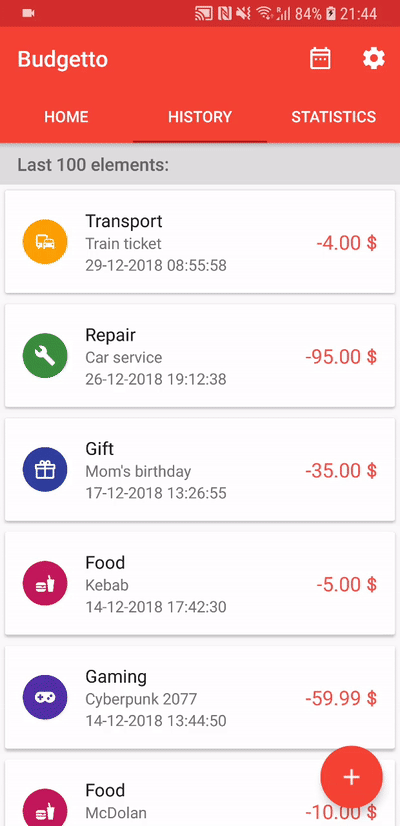 84% 21:44
Budgetto
HOME HISTORY STATISTICS
Last 100 elements:
Transport
Train ticket
29-12-2018 08:55:58
-4.00 $
Repair
Car service
26-12-2018 19:12:38
-95.00 $
Gift
Mom's birthday
17-12-2018 13:26:55
-35.00 $
Food
Kebab
14-12-2018 17:42:30
-5.00 $
Gaming
Cyberpunk 2077
14-12-2018 13:44:50
-59.99 $
Food
McDolan
-10.00 $